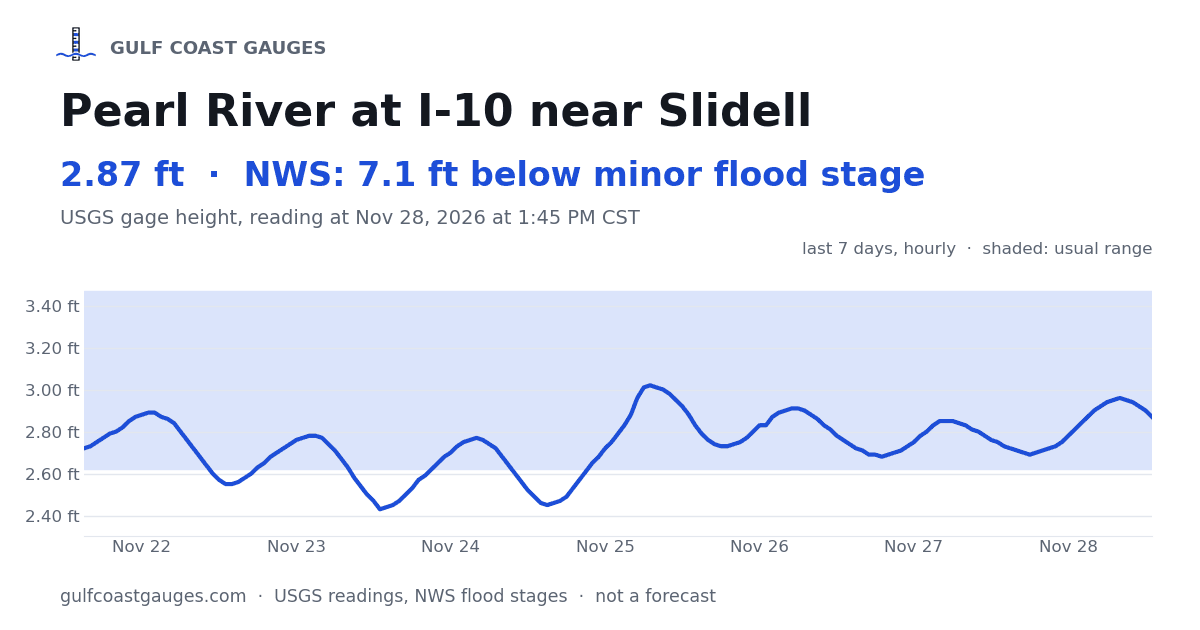 GULF COAST GAUGES
Pearl River at I-10 near Slidell
2.87 ft · NWS: 7.1 ft below minor flood stage
USGS gage height, reading at Nov 28, 2026 at 1:45 PM CST
last 7 days, hourly · shaded: usual range
3.40 ft
3.20 ft
3.00 ft
2.80 ft
2.60 ft
2.40 ft
Nov 22 Nov 23 Nov 24 Nov 25 Nov 26 Nov 27 Nov 28
gulfcoastgauges.com · USGS readings, NWS flood stages · not a forecast